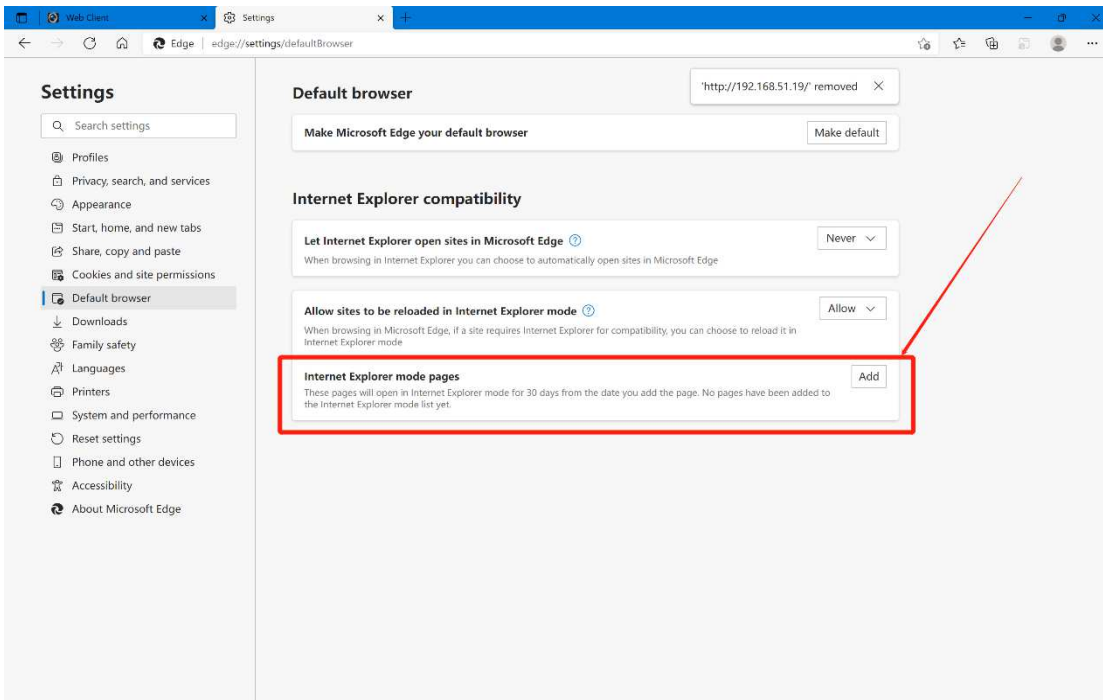 Web Client
Settings
Edge edge://settings/defaultBrowser
Settings
Search settings
Profiles
Privacy, search, and services
Appearance
Start, home, and new tabs
Share, copy and paste
Cookies and site permissions
Default browser
Downloads
Family safety
Languages
Printers
System and performance
Reset settings
Phone and other devices
Accessibility
About Microsoft Edge
'http://192.168.51.19/' removed
Default browser
Make Microsoft Edge your default browser
Make default
Internet Explorer compatibility
Let Internet Explorer open sites in Microsoft Edge
Never
When browsing in Internet Explorer you can choose to automatically open sites in Microsoft Edge
Allow sites to be reloaded in Internet Explorer mode
Allow
When browsing in Microsoft Edge, if a site requires Internet Explorer for compatibility, you can choose to reload it in
Internet Explorer mode
Internet Explorer mode pages
Add
These pages will open in Internet Explorer mode for 30 days from the date you add the page. No pages have been added to
the Internet Explorer mode list yet.